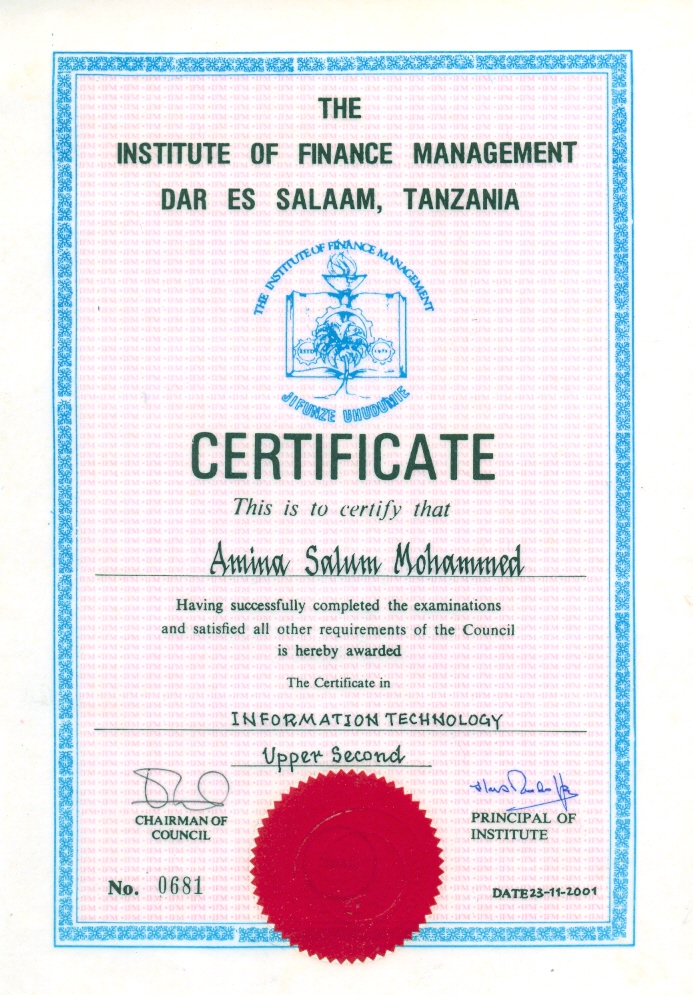 THE
INSTITUTE OF FINANCE MANAGEMENT
DAR ES SALAAM, TANZANIA
THE INSTITUTE OF FINANCE MANAGEMENT
JIFUNZE UHUDUMIE
CERTIFICATE
This is to certify that
Amina Salum Mohammed
Having successfully completed the examinations
and satisfied all other requirements of the Council
is hereby awarded
The Certificate in
INFORMATION TECHNOLOGY
Upper Second
CHAIRMAN OF
COUNCIL
PRINCIPAL OF
INSTITUTE
No. 0681
DATE 23-11-2001